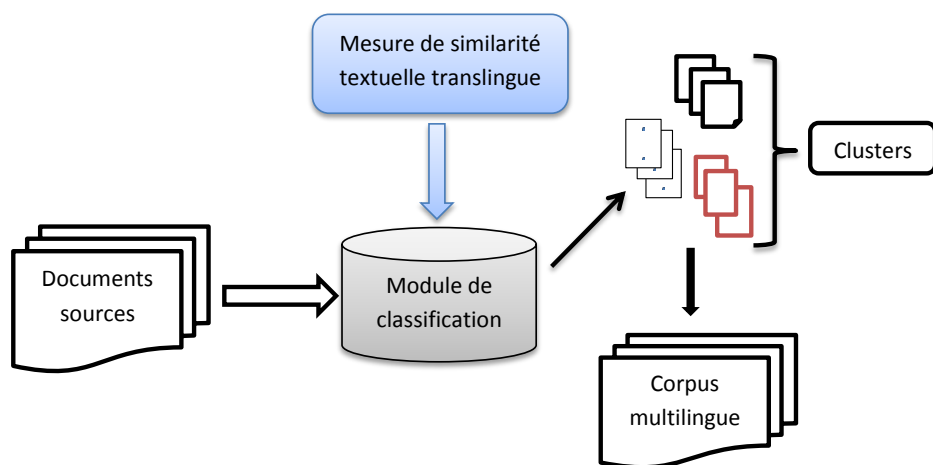 Mesure de similarité
textuelle translingue
Clusters
Documents
sources
Module de
classification
Corpus
multilingue